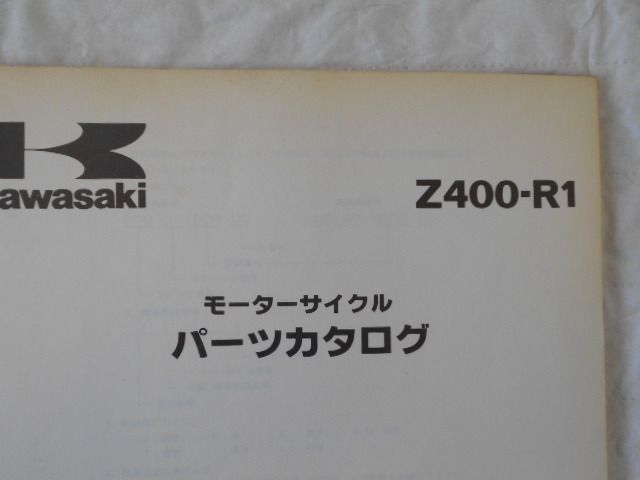 Kawasaki
Z400-R1
モーターサイクル
パーツカタログ